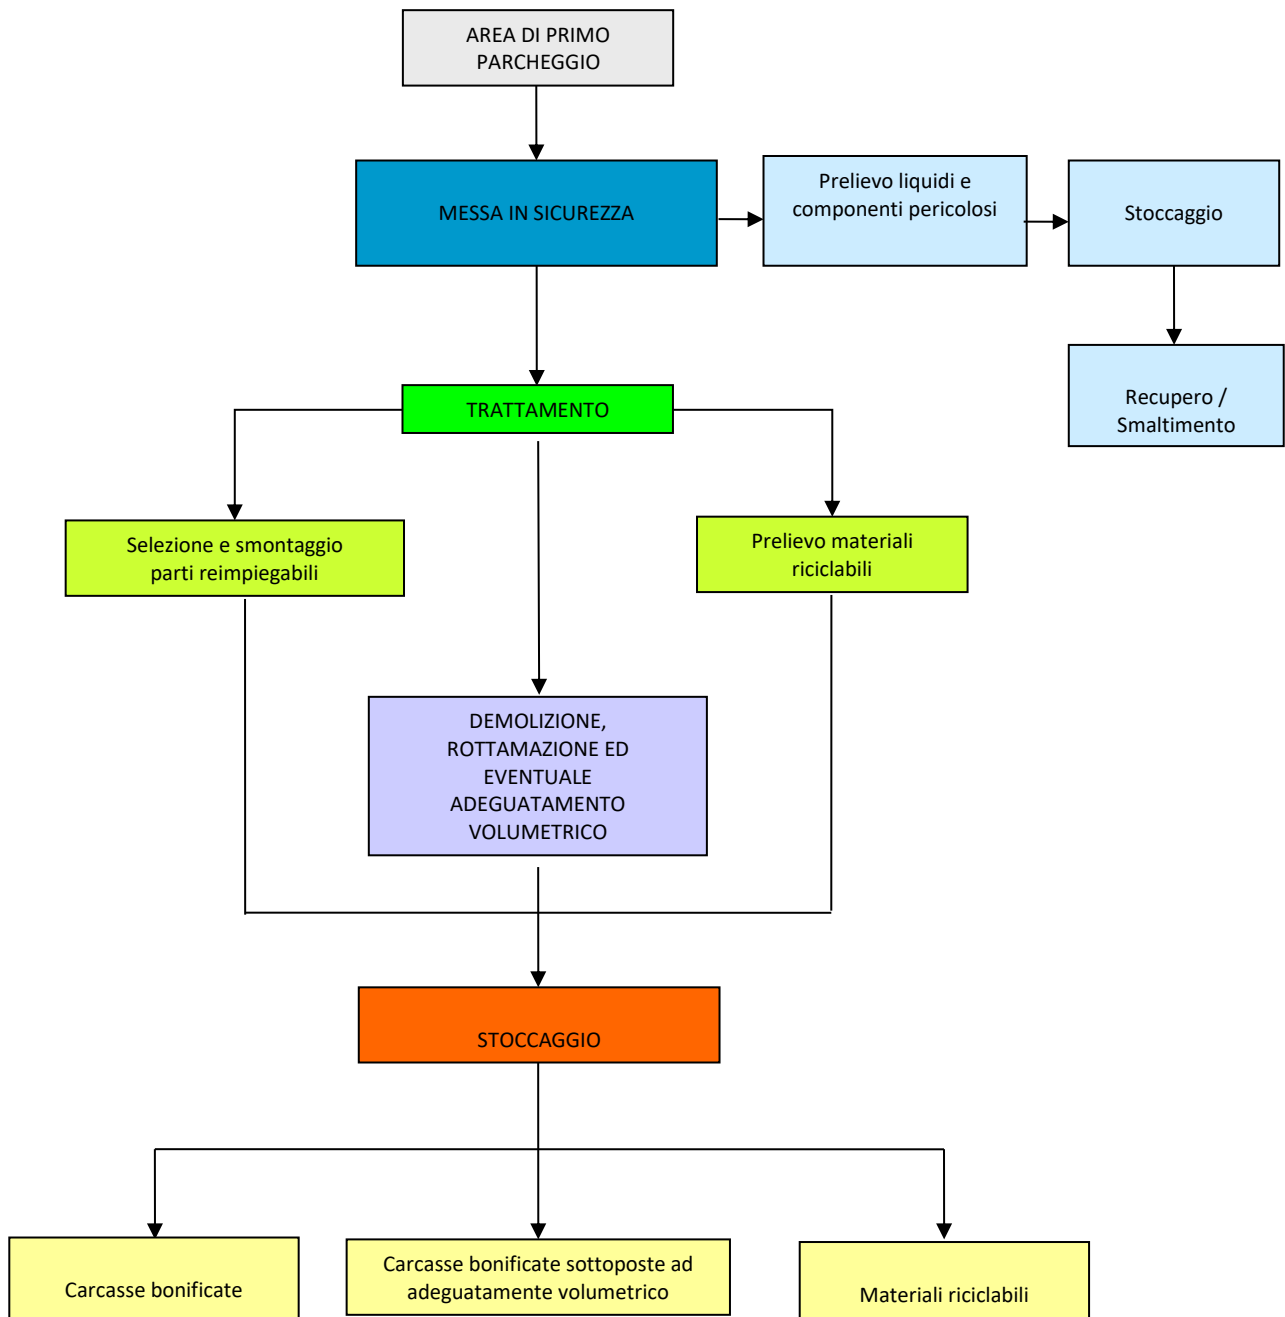 AREA DI PRIMO
PARCHEGGIO
MESSA IN SICUREZZA
Prelievo liquidi e
componenti pericolosi
Stoccaggio
Recupero /
Smaltimento
TRATTAMENTO
Selezione e smontaggio
parti reimpiegabili
Prelievo materiali
riciclabili
DEMOLIZIONE,
ROTTAMAZIONE ED
EVENTUALE
ADEGUATAMENTO
VOLUMETRICO
STOCCAGGIO
Carcasse bonificate
Carcasse bonificate sottoposte ad
adeguatamente volumetrico
Materiali riciclabili